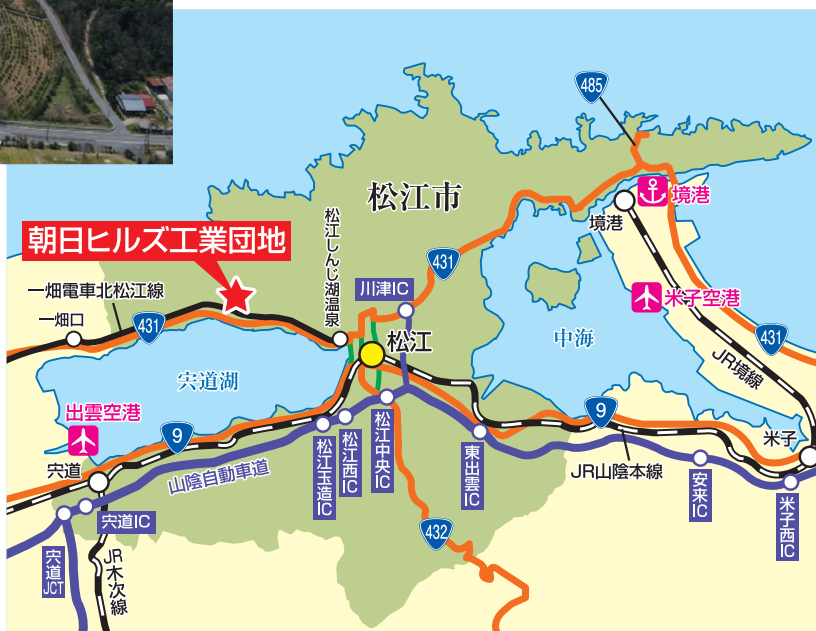 485
松江市
境港
境港
朝日ヒルズ工業団地
松江しんじ湖温泉
431
川津IC
一畑電車北松江線
米子空港
一畑口
431
松江
中海
431
宍道湖
JR境線
出雲空港
9
9
米子
宍道
山陰自動車道
松江玉造IC
松江西IC
松江中央IC
東出雲IC
JR山陰本線
安来IC
米子西IC
宍道IC
432
宍道JCT
JR木次線